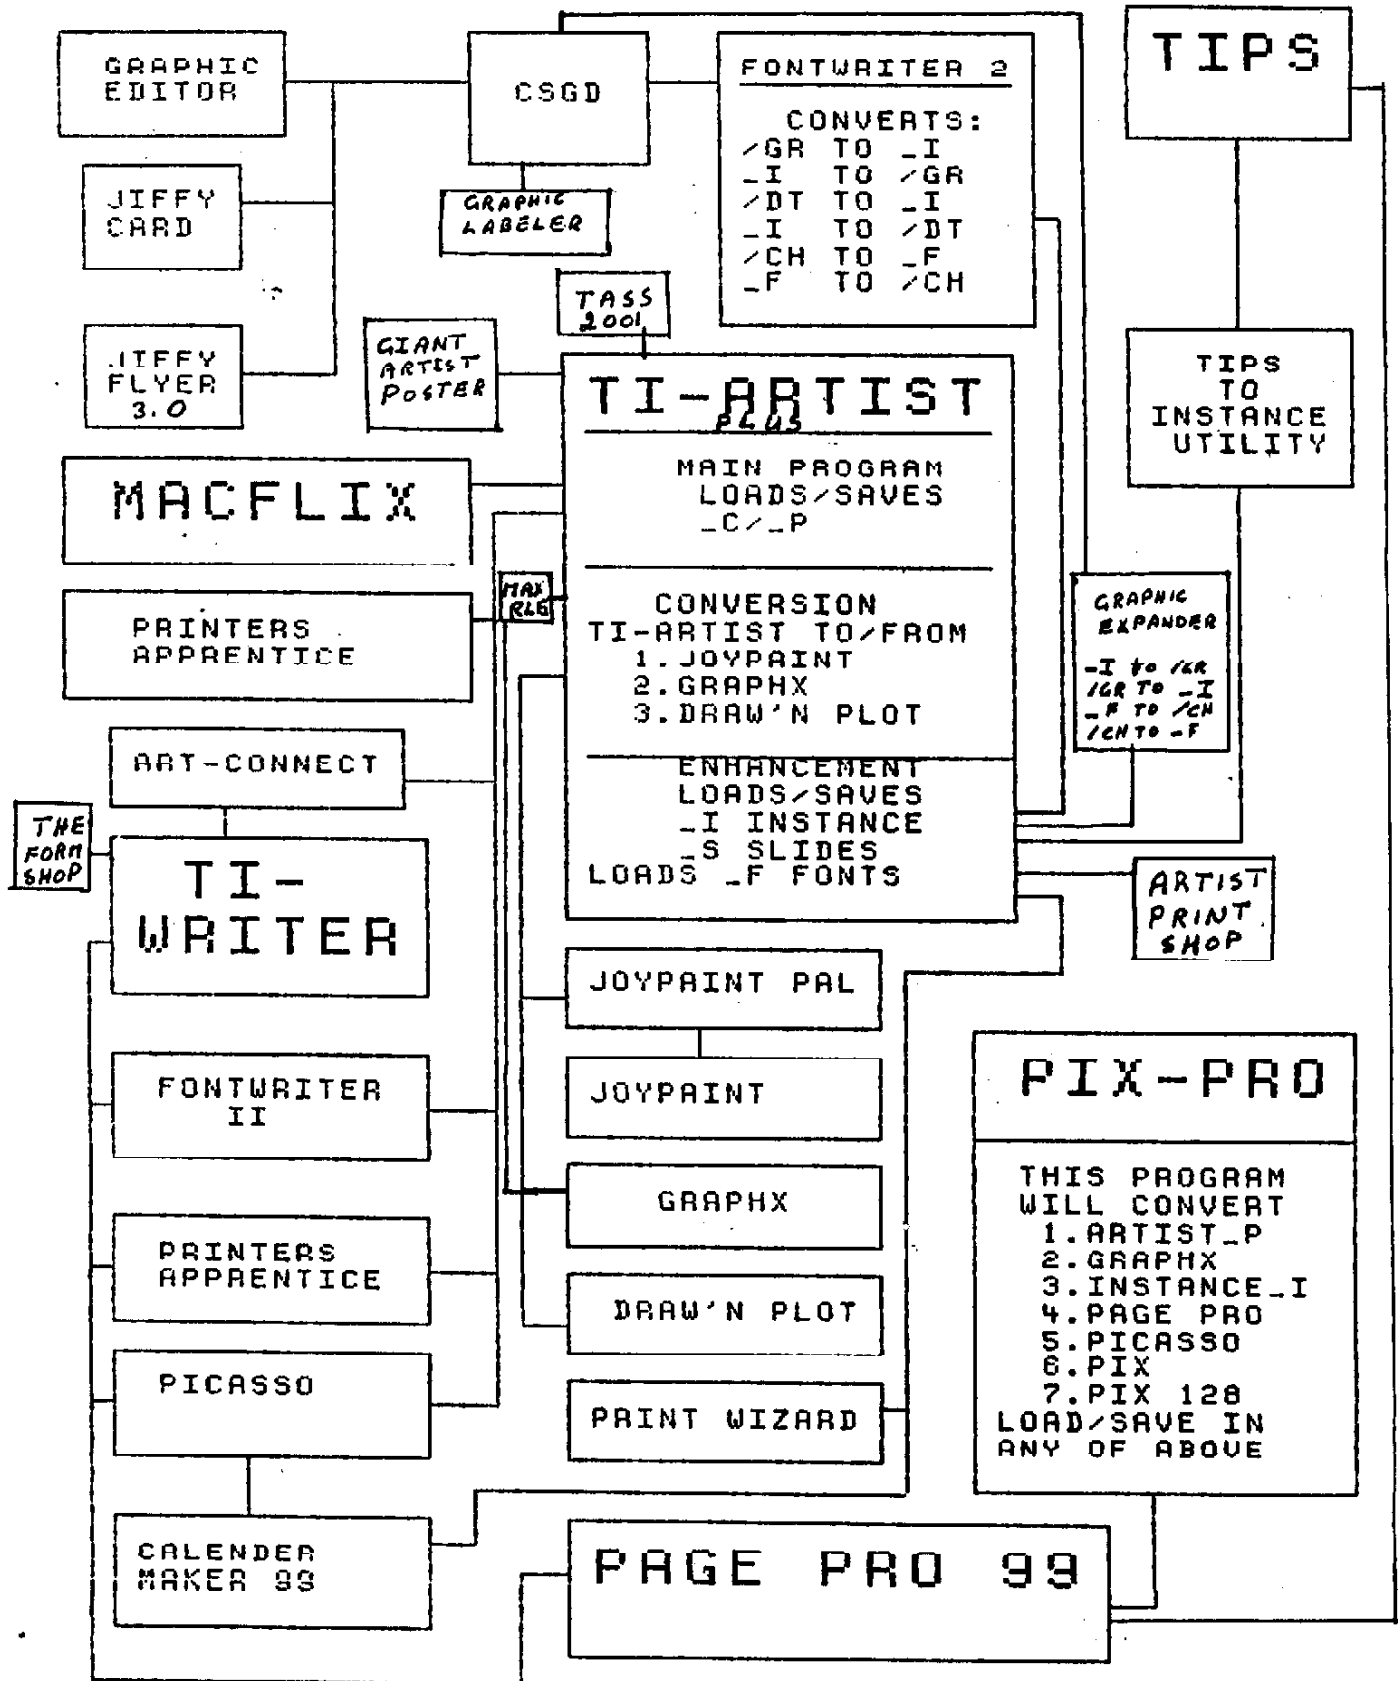 GRAPHIC
EDITOR
CSGD
FONTWRITER 2
CONVERTS:
/GR TO _I
_I TO /GR
/DT TO _I
_I TO /DT
/CH TO _F
_F TO /CH
TIPS
JIFFY
CARD
GRAPHIC
LABELER
JIFFY
FLYER
3.0
GIANT
ARTIST
POSTER
TASS
2001
TI-ARTIST
PLUS
MAIN PROGRAM
LOADS/SAVES
_C/_P
CONVERSION
TI-ARTIST TO/FROM
1.JOYPAINT
2.GRAPHX
3.DRAW'N PLOT
ENHANCEMENT
LOADS/SAVES
_I INSTANCE
_S SLIDES
LOADS _F FONTS
TIPS
TO
INSTANCE
UTILITY
MACFLIX
MAX
RLE
PRINTERS
APPRENTICE
GRAPHIC
EXPANDER
-I to /GR
/GR TO -I
-F TO /CH
/CH TO -F
ART-CONNECT
THE
FORM
SHOP
TI-
WRITER
ARTIST
PRINT
SHOP
JOYPAINT PAL
JOYPAINT
FONTWRITER
II
GRAPHX
PRINTERS
APPRENTICE
DRAW'N PLOT
PICASSO
PRINT WIZARD
PIX-PRO
THIS PROGRAM
WILL CONVERT
1.ARTIST_P
2.GRAPHX
3.INSTANCE_I
4.PAGE PRO
5.PICASSO
6.PIX
7.PIX 128
LOAD/SAVE IN
ANY OF ABOVE
CALENDER
MAKER 99
PAGE PRO 99